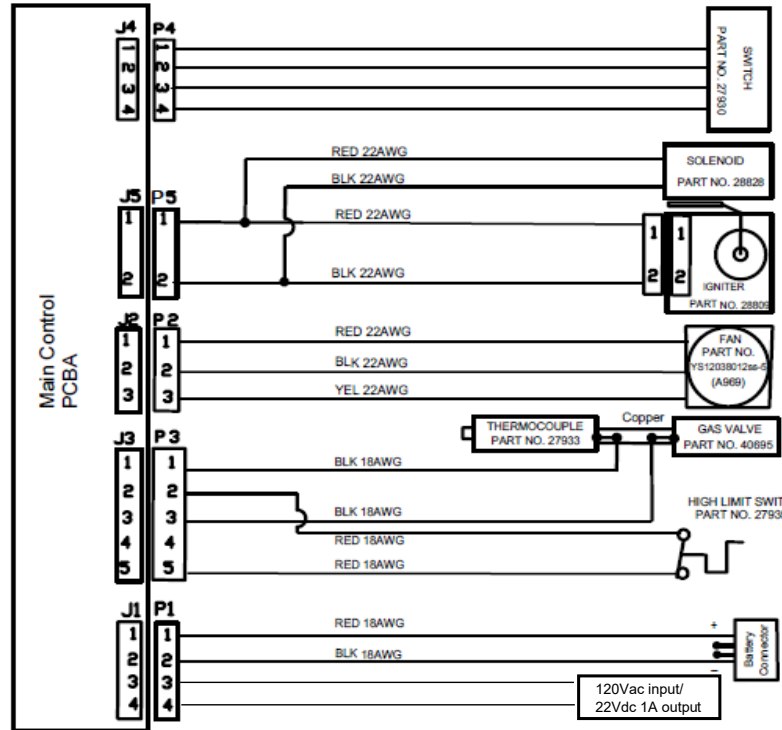 Main Control
PCBA
J4 P4
1 1
2 2
3 3
4 4
SWITCH
PART NO. 27930
RED 22AWG
SOLENOID
BLK 22AWG
PART NO. 28828
J5 P5
1 1
RED 22AWG
1 1
2 2
BLK 22AWG
2 2
IGNITER
PART NO. 28809
J2 P2
1 1
RED 22AWG
2 2
BLK 22AWG
3 3
YEL 22AWG
FAN
PART NO.
YS12038012ss-5
(A969)
THERMOCOUPLE
PART NO. 27933
Copper
GAS VALVE
PART NO. 40695
J3 P3
1 1
BLK 18AWG
2 2
3 3
BLK 18AWG
4 4
RED 18AWG
5 5
RED 18AWG
HIGH LIMIT SWIT
PART NO. 2793
J1 P1
1 1
RED 18AWG
+
2 2
BLK 18AWG
–
3 3
4 4
Battery
Connector
120Vac input/
22Vdc 1A output